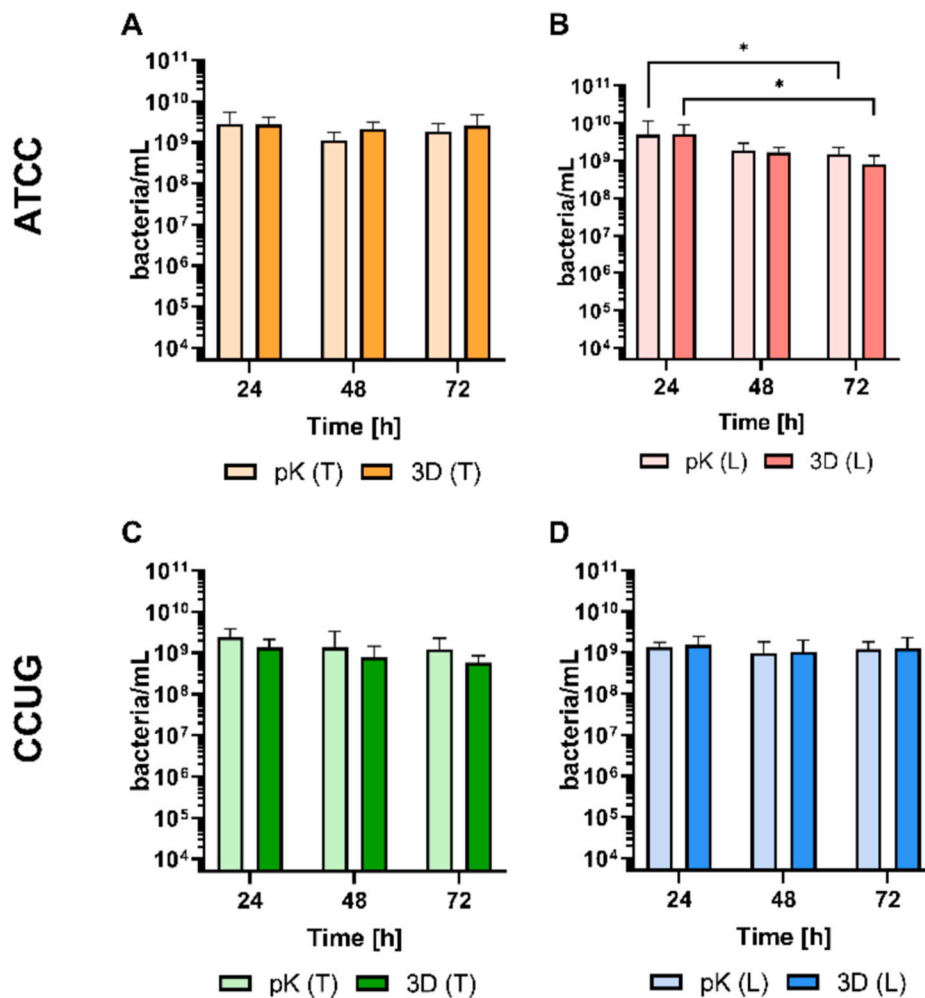 A
B
ATCC
bacteria/mL
10¹¹
10¹⁰
10⁹
10⁸
10⁷
10⁶
10⁵
10⁴
24 48 72
Time [h]
pK (T) 3D (T)
*
*
bacteria/mL
10¹¹
10¹⁰
10⁹
10⁸
10⁷
10⁶
10⁵
10⁴
24 48 72
Time [h]
pK (L) 3D (L)
C
D
CCUG
bacteria/mL
10¹¹
10¹⁰
10⁹
10⁸
10⁷
10⁶
10⁵
10⁴
24 48 72
Time [h]
pK (T) 3D (T)
bacteria/mL
10¹¹
10¹⁰
10⁹
10⁸
10⁷
10⁶
10⁵
10⁴
24 48 72
Time [h]
pK (L) 3D (L)